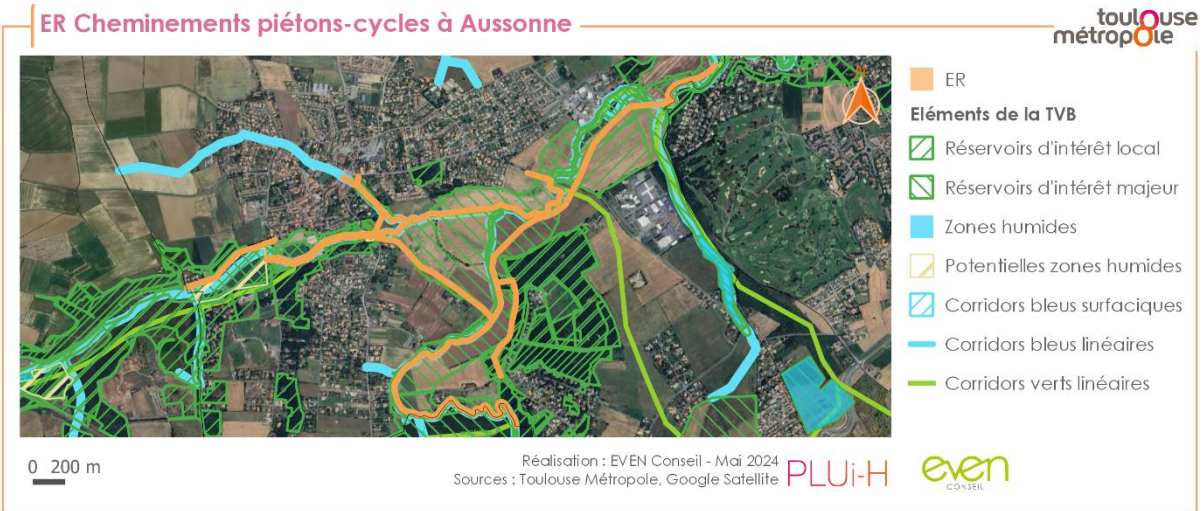 ER Cheminements piétons-cycles à Aussonne
toulouse
métropole
N
ER
Eléments de la TVB
Réservoirs d'intérêt local
Réservoirs d'intérêt majeur
Zones humides
Potentielles zones humides
Corridors bleus surfaciques
Corridors bleus linéaires
Corridors verts linéaires
0 200 m
Réalisation : EVEN Conseil - Mai 2024
Sources : Toulouse Métropole, Google Satellite
PLUi-H
even
CONSEIL